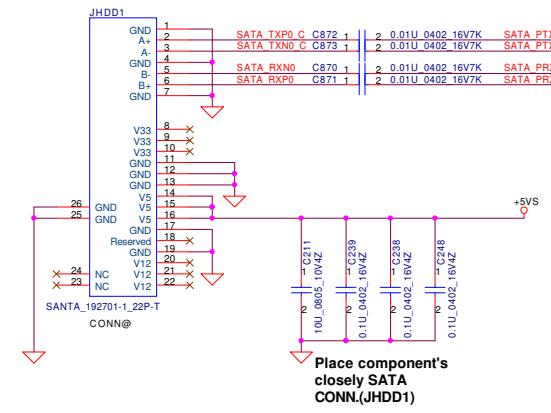 JHDD1
GND 1
A+ 2 SATA_TXP0_C C872 1 2 0.01U_0402_16V7K SATA_PTX
A- 3 SATA_TXN0_C C873 1 2 0.01U_0402_16V7K SATA_PTX
GND 4
B- 5 SATA_RXN0 C870 1 2 0.01U_0402_16V7K SATA_PRX
B+ 6 SATA_RXP0 C871 1 2 0.01U_0402_16V7K SATA_PRX
GND 7
V33 8
V33 9
V33 10
GND 11
GND 12
GND 13
V5 14
V5 15
V5 16
+5VS
GND 17
Reserved 18
GND 19
V12 20
V12 21
V12 22
26 GND
25 GND
24 NC
23 NC
SANTA_192701-1_22P-T
CONN@
1 2 C211 10U_0805_10V4Z
1 2 C239 0.1U_0402_16V4Z
1 2 C238 0.1U_0402_16V4Z
1 2 C248 0.1U_0402_16V4Z
Place component's
closely SATA
CONN.(JHDD1)